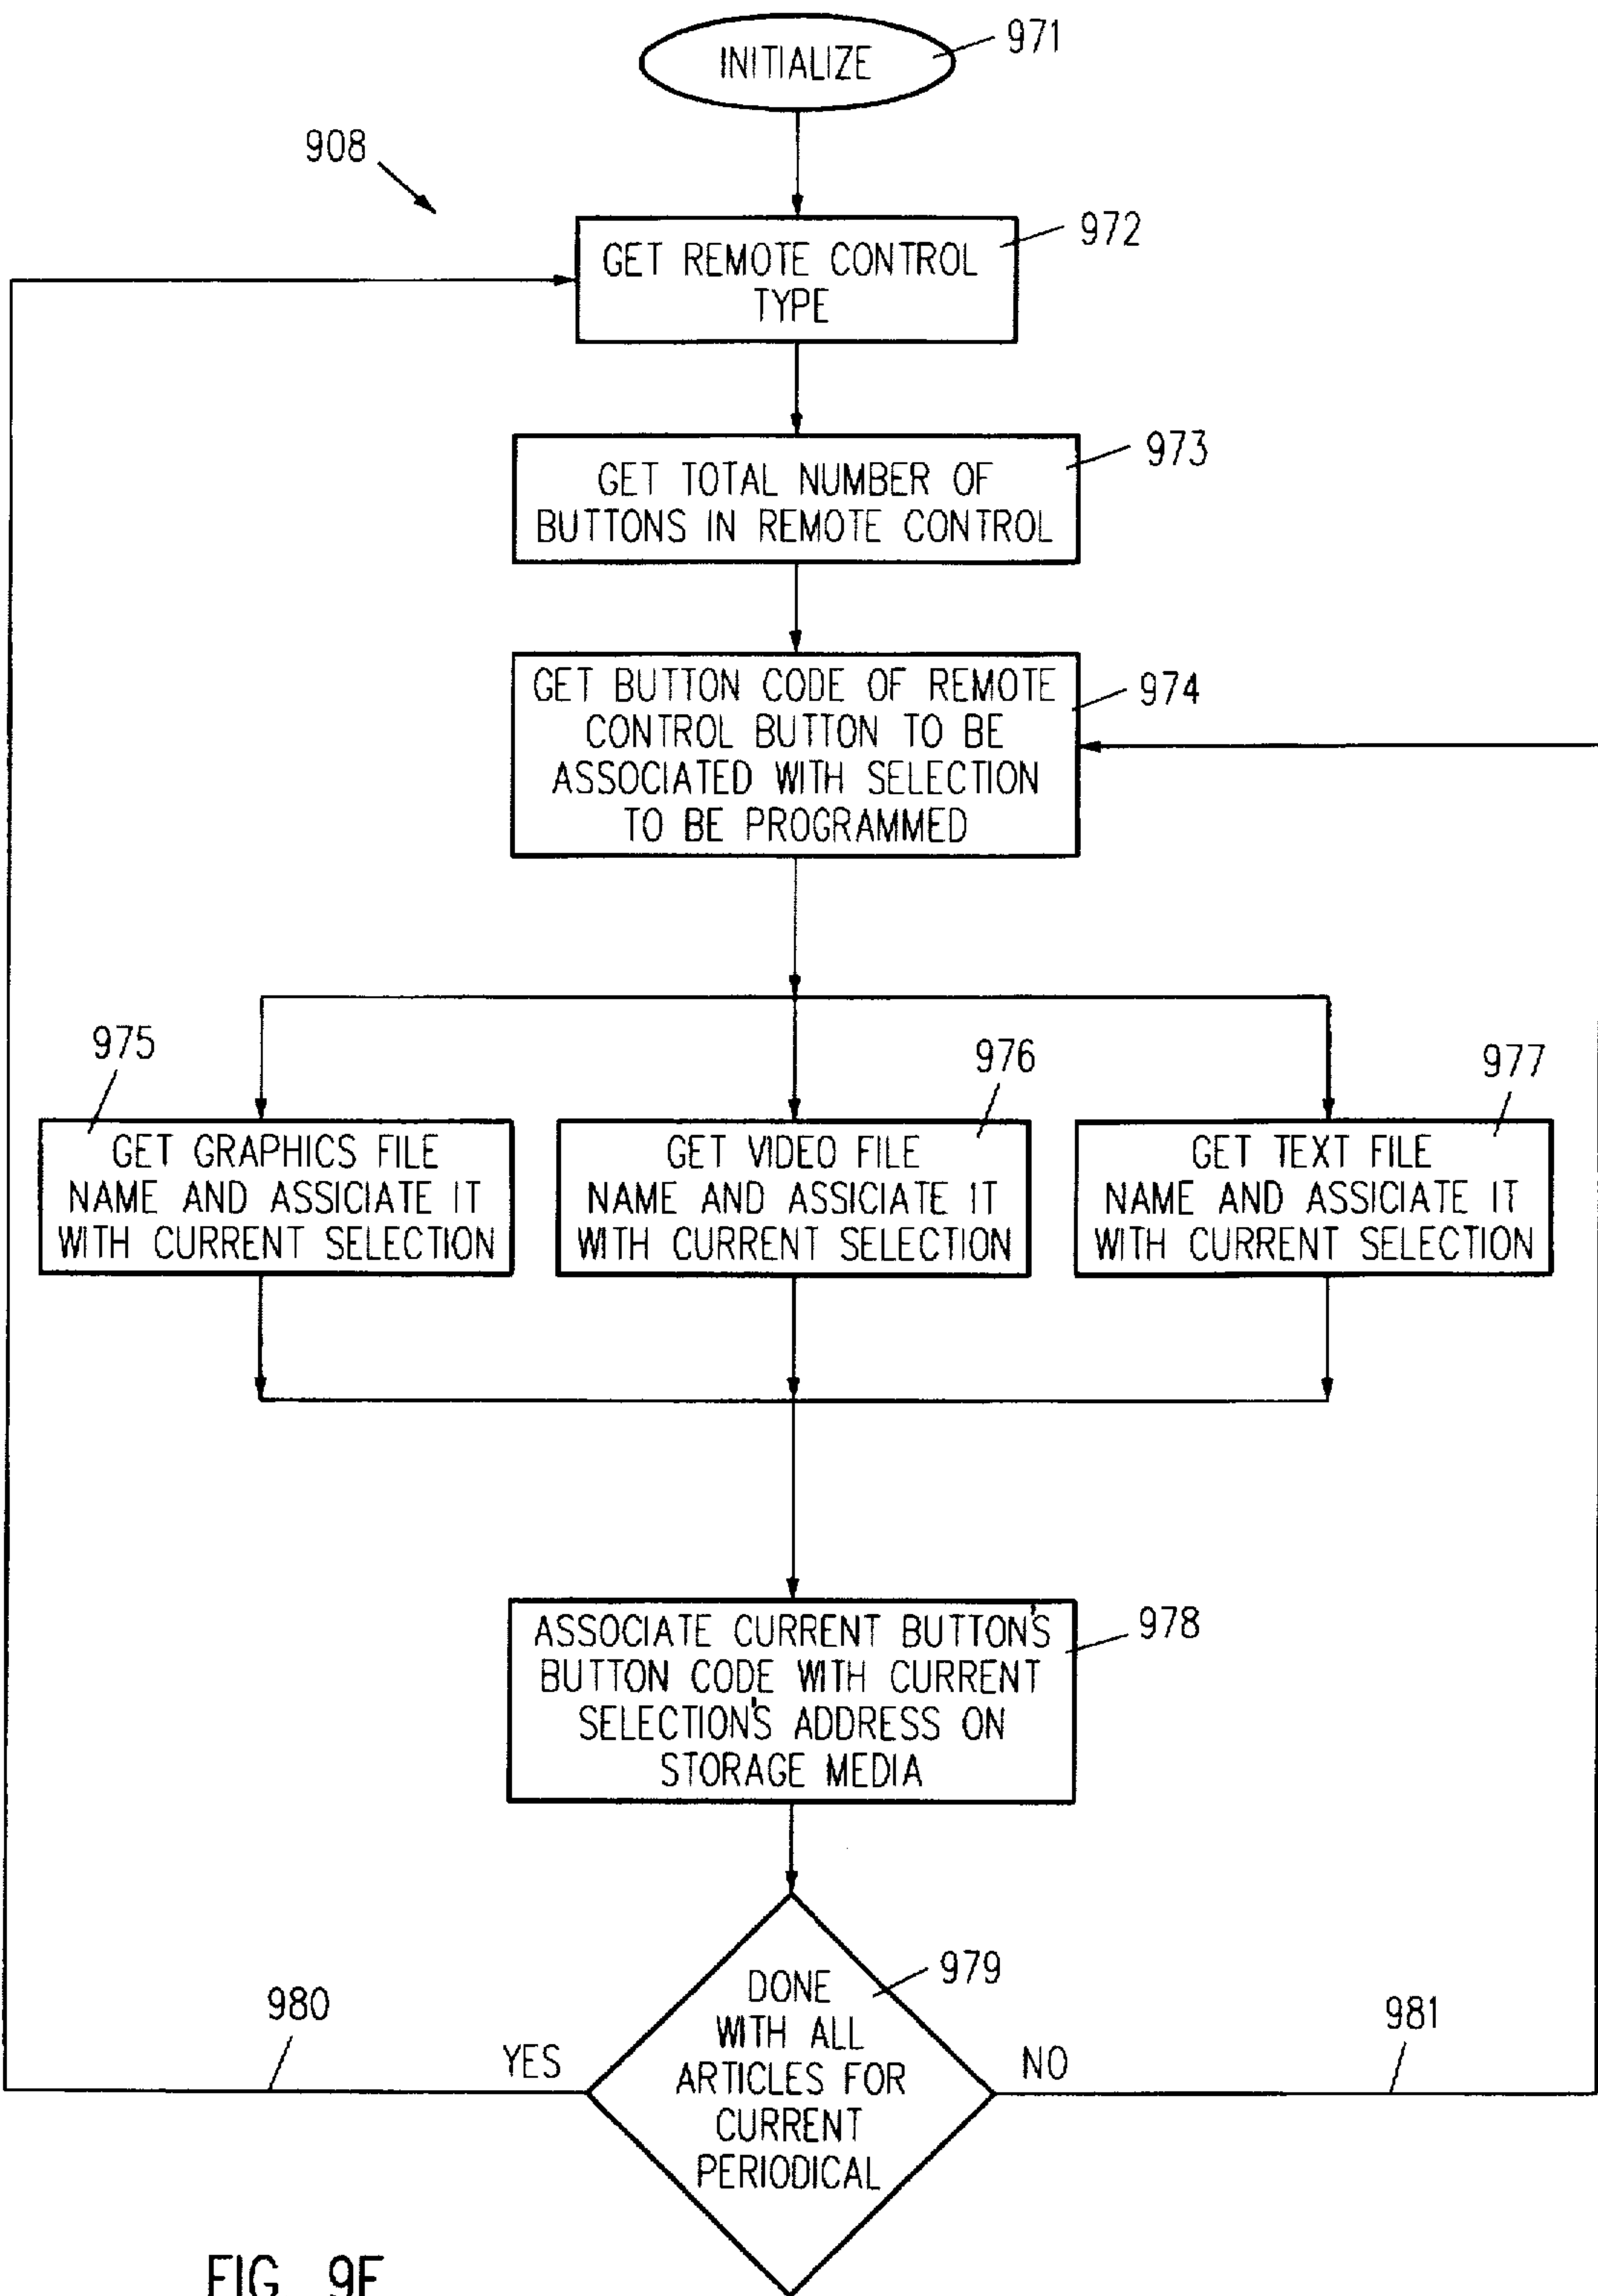 INITIALIZE
971
908
GET REMOTE CONTROL
TYPE
972
GET TOTAL NUMBER OF
BUTTONS IN REMOTE CONTROL
973
GET BUTTON CODE OF REMOTE
CONTROL BUTTON TO BE
ASSOCIATED WITH SELECTION
TO BE PROGRAMMED
974
975
GET GRAPHICS FILE
NAME AND ASSICIATE IT
WITH CURRENT SELECTION
976
GET VIDEO FILE
NAME AND ASSICIATE IT
WITH CURRENT SELECTION
977
GET TEXT FILE
NAME AND ASSICIATE IT
WITH CURRENT SELECTION
ASSOCIATE CURRENT BUTTON'S
BUTTON CODE WITH CURRENT
SELECTION'S ADDRESS ON
STORAGE MEDIA
978
DONE
WITH ALL
ARTICLES FOR
CURRENT
PERIODICAL
979
980
YES
NO
981
FIG. 9F